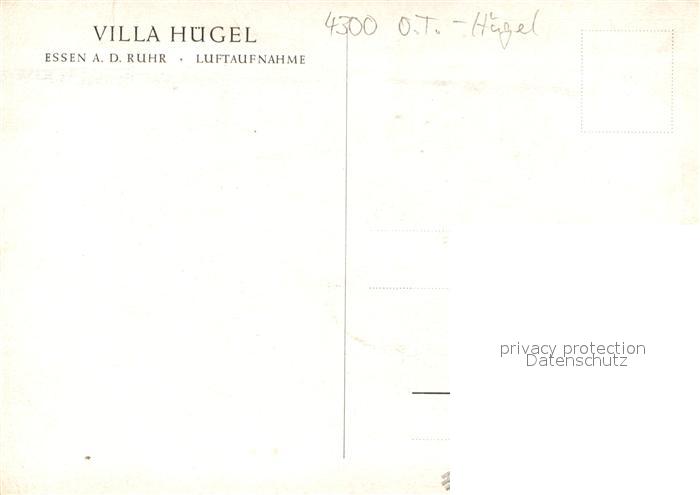 VILLA HÜGEL
ESSEN A. D. RUHR · LUFTAUFNAHME
4300 O.T. - Hügel
privacy protection
Datenschutz